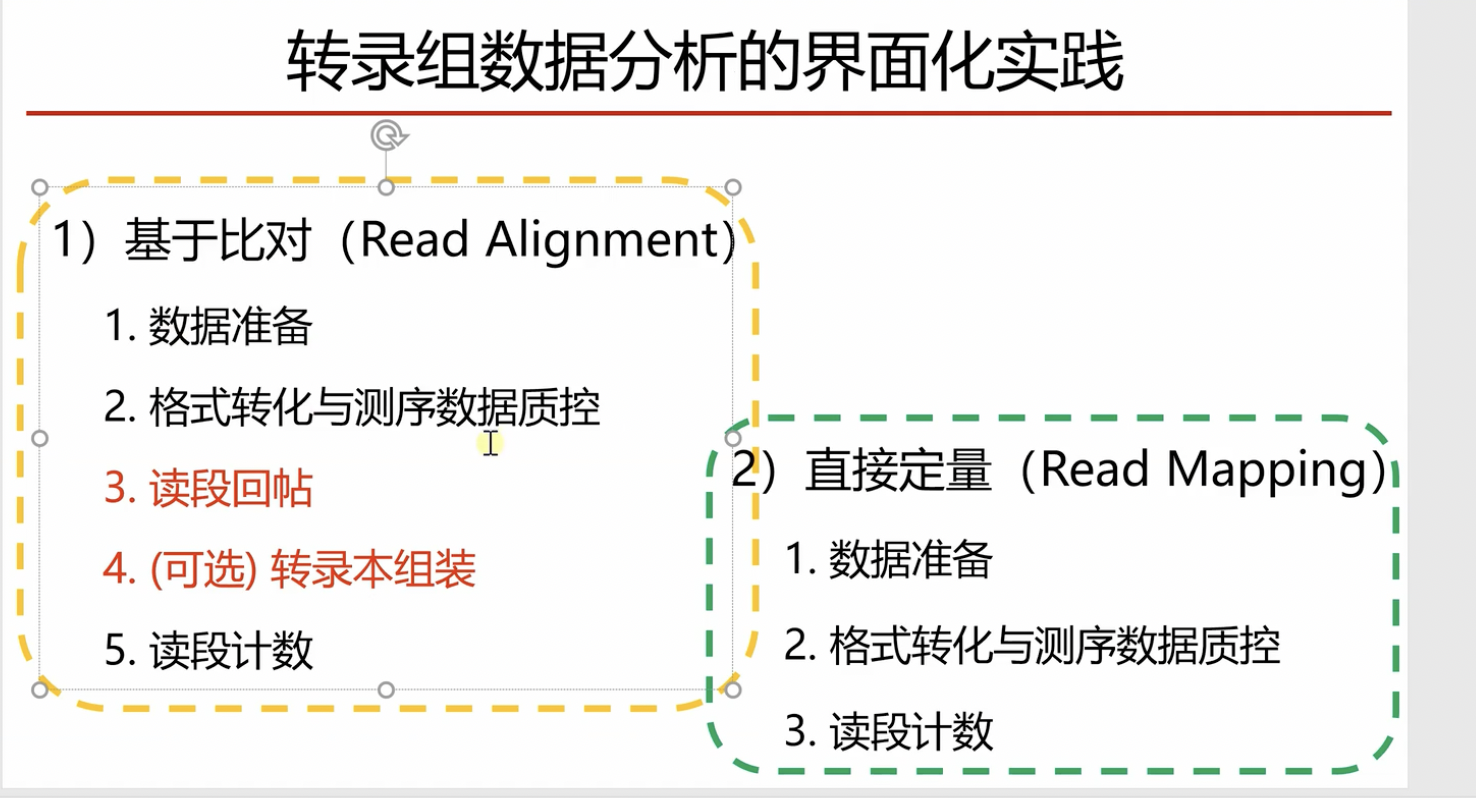 转录组数据分析的界面化实践
1）基于比对（Read Alignment）
1. 数据准备
2. 格式转化与测序数据质控
3. 读段回帖
4. (可选) 转录本组装
5. 读段计数
2）直接定量（Read Mapping）
1. 数据准备
2. 格式转化与测序数据质控
3. 读段计数